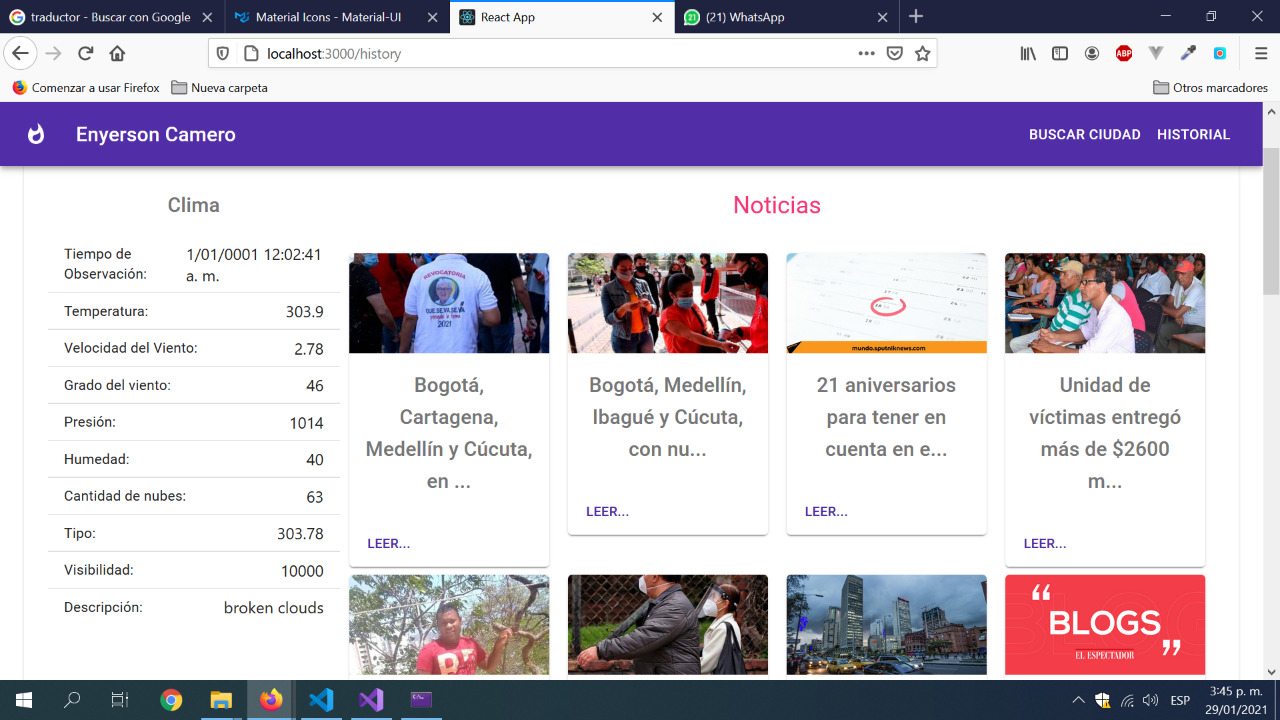 traductor - Buscar con Google
Material Icons - Material-UI
React App
(21) WhatsApp
localhost:3000/history
ABP
Comenzar a usar Firefox
Nueva carpeta
Otros marcadores
Enyerson Camero
BUSCAR CIUDAD
HISTORIAL
Clima
Tiempo de
Observación:
1/01/0001 12:02:41
a. m.
Temperatura: 303.9
Velocidad del Viento: 2.78
Grado del viento: 46
Presión: 1014
Humedad: 40
Cantidad de nubes: 63
Tipo: 303.78
Visibilidad: 10000
Descripción: broken clouds
Noticias
REVOCATORIA
QUE.SE.VA.SE.VA
2021
Bogotá,
Cartagena,
Medellín y Cúcuta,
en ...
LEER...
Bogotá, Medellín,
Ibagué y Cúcuta,
con nu...
LEER...
mundo.sputniknews.com
21 aniversarios
para tener en
cuenta en e...
LEER...
Unidad de
víctimas entregó
más de $2600
m...
LEER...
“
BLOGS
”
EL ESPECTADOR
ESP
3:45 p. m.
29/01/2021